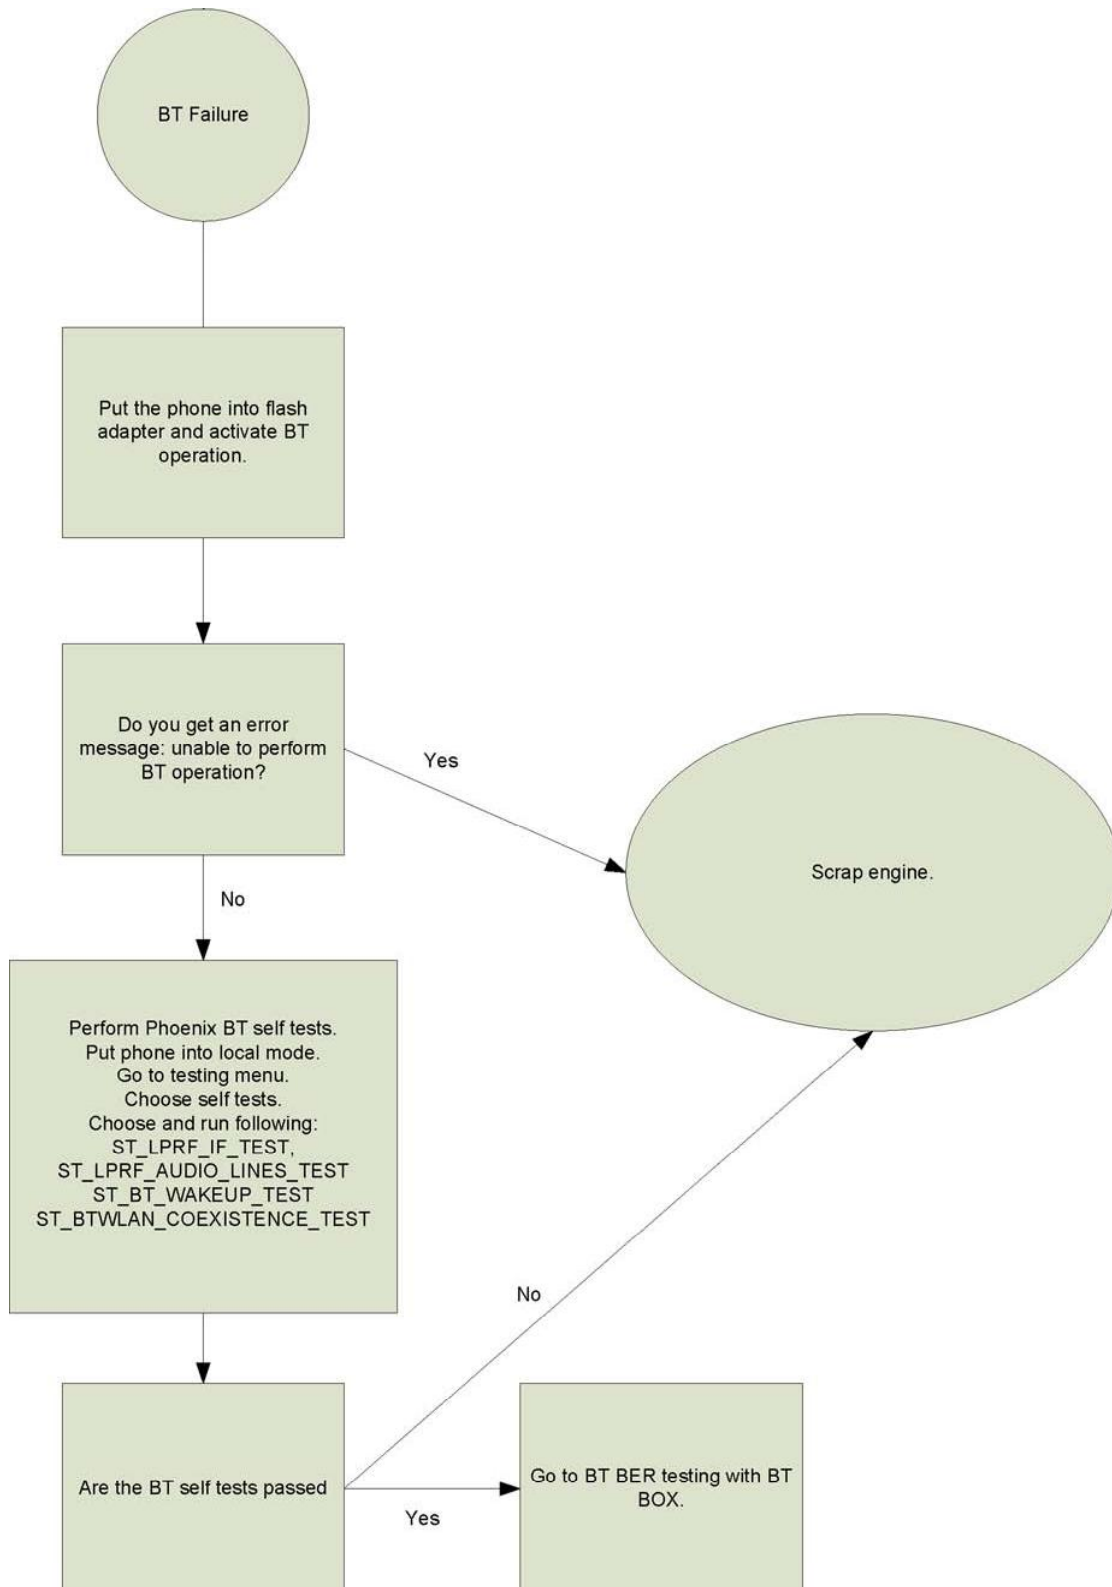 BT Failure
Put the phone into flash
adapter and activate BT
operation.
Do you get an error
message: unable to perform
BT operation?
Yes
Scrap engine.
No
Perform Phoenix BT self tests.
Put phone into local mode.
Go to testing menu.
Choose self tests.
Choose and run following:
ST_LPRF_IF_TEST,
ST_LPRF_AUDIO_LINES_TEST
ST_BT_WAKEUP_TEST
ST_BTWLAN_COEXISTENCE_TEST
No
Are the BT self tests passed
Yes
Go to BT BER testing with BT
BOX.